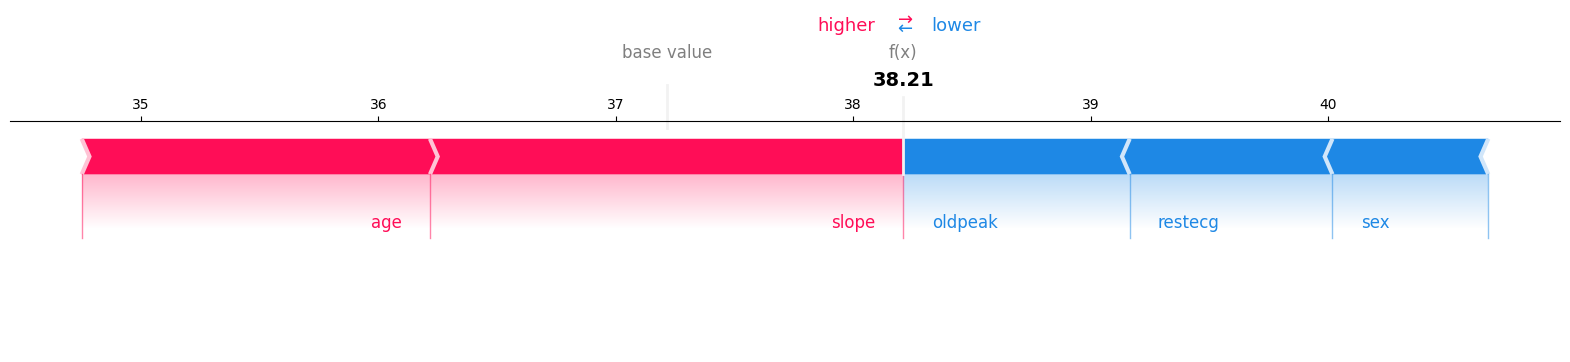 higher ⇄ lower
base value f(x)
38.21
35 36 37 38 39 40
age slope oldpeak restecg sex